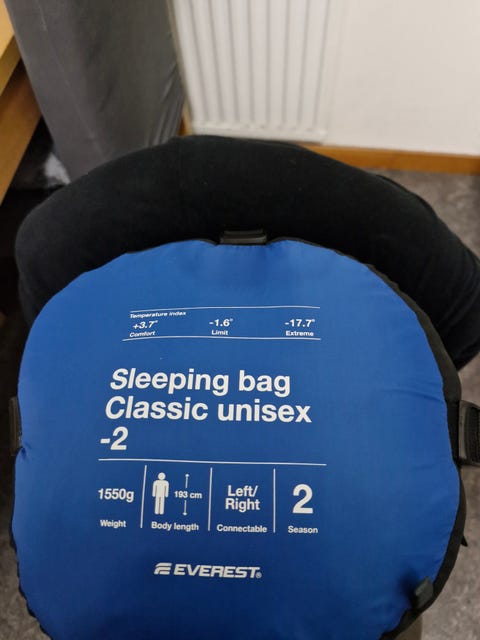 Temperature index
+3.7° -1.6° -17.7°
Comfort Limit Extreme
Sleeping bag
Classic unisex
-2
1550g 193 cm Left/ 2
Right
Weight Body length Connectable Season
EVEREST®